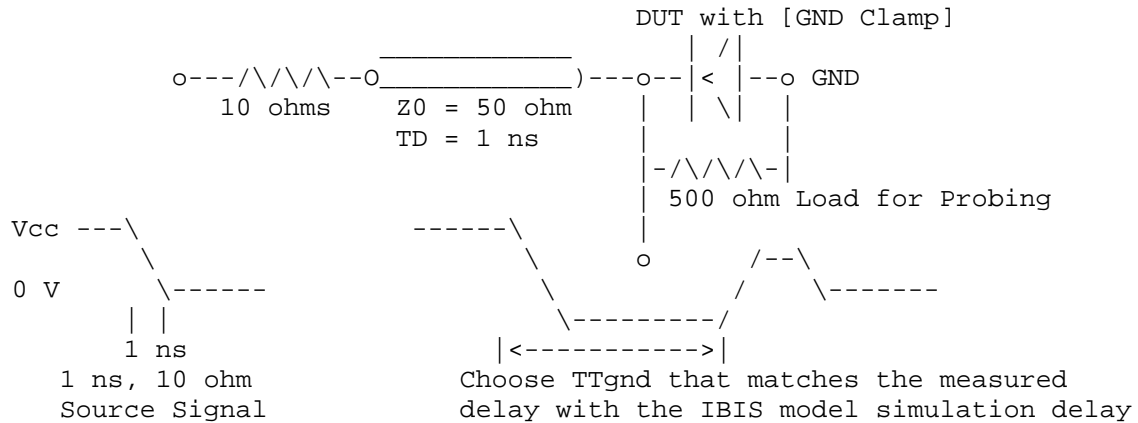 DUT with [GND Clamp]
                                           | /|
                       ____________
          o---/\/\/\--O____________)---o--|< |--o GND
             10 ohms    Z0 = 50 ohm    |  | \|  |
                        TD = 1 ns      |        |
                                       |-/\/\/\-|
                                       | 500 ohm Load for Probing
Vcc ---\                 ------\       |
        \                       \      o      /--\
0 V      \------                 \           /    \-------
       | |                        \---------/
       1 ns                   |<----------->|
   1 ns, 10 ohm            Choose TTgnd that matches the measured
   Source Signal           delay with the IBIS model simulation delay